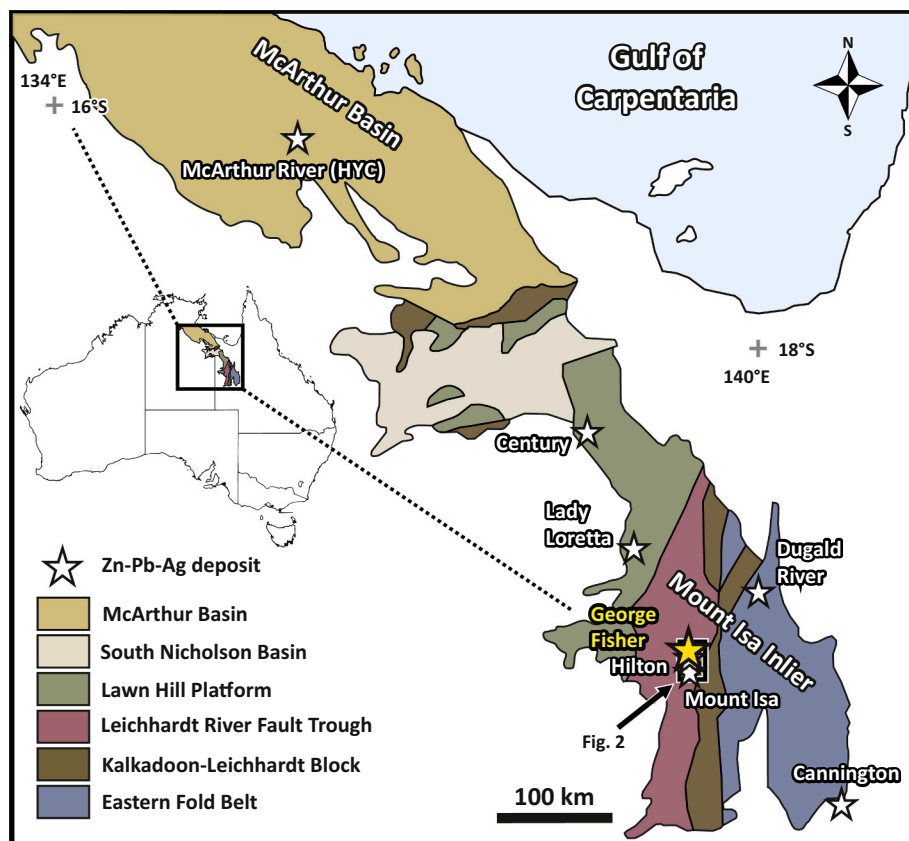 Gulf of
Carpentaria
N
S
McArthur Basin
134°E
16°S
McArthur River (HYC)
18°S
140°E
Century
Lady
Loretta
Dugald
River
Mount Isa Inlier
George
Fisher
Hilton
Mount Isa
Fig. 2
Cannington
100 km
Zn-Pb-Ag deposit
McArthur Basin
South Nicholson Basin
Lawn Hill Platform
Leichhardt River Fault Trough
Kalkadoon-Leichhardt Block
Eastern Fold Belt